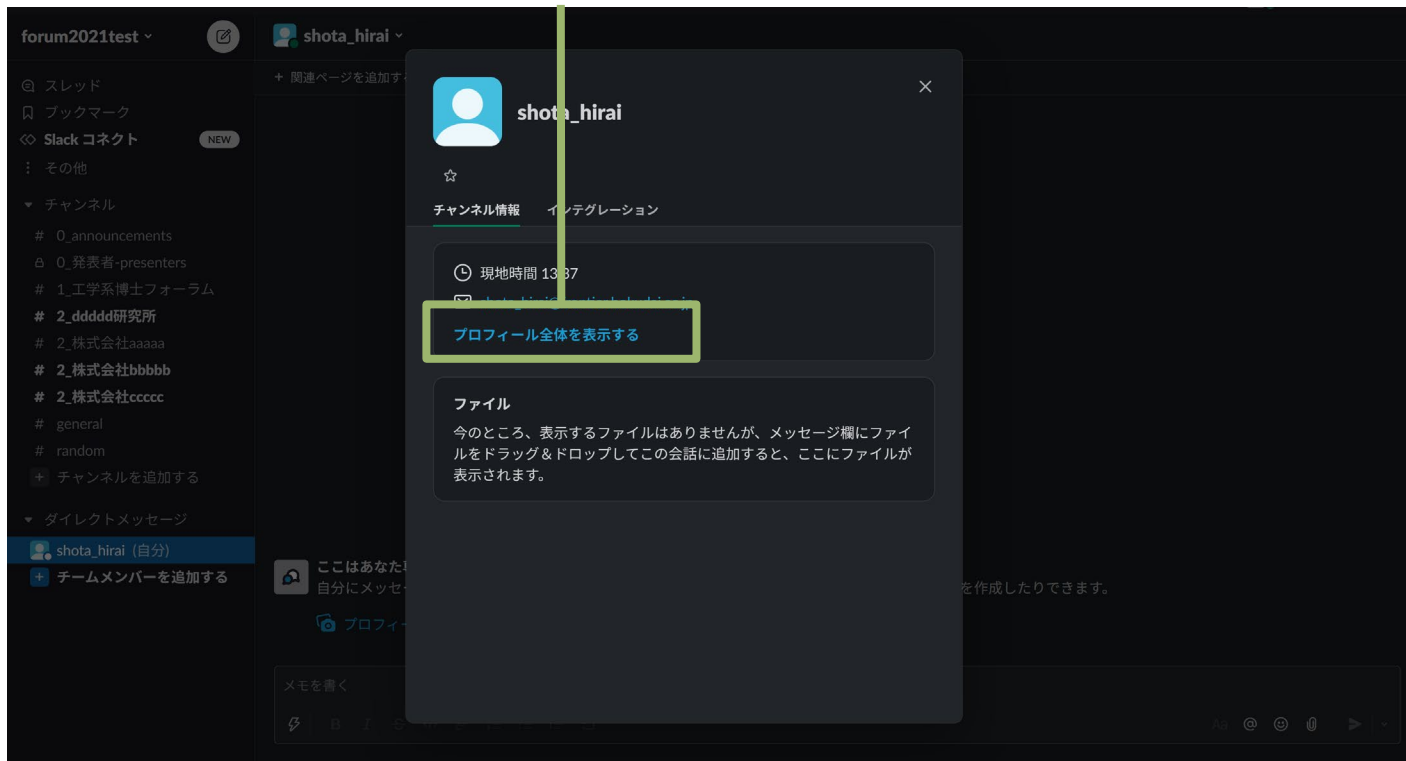 forum2021test
shota_hirai
スレッド
ブックマーク
Slack コネクト NEW
その他
チャンネル
# 0_announcements
0_発表者-presenters
# 1_工学系博士フォーラム
# 2_ddddd研究所
# 2_株式会社aaaaa
# 2_株式会社bbbbb
# 2_株式会社ccccc
# general
# random
+ チャンネルを追加する
ダイレクトメッセージ
shota_hirai (自分)
+ チームメンバーを追加する
+ 関連ページを追加す
shota_hirai
チャンネル情報 インテグレーション
現地時間 13:37
プロフィール全体を表示する
ファイル
今のところ、表示するファイルはありませんが、メッセージ欄にファイ
ルをドラッグ＆ドロップしてこの会話に追加すると、ここにファイルが
表示されます。
ここはあなた
自分にメッセー を作成したりできます。
プロフィー
メモを書く
B I S
Aa @